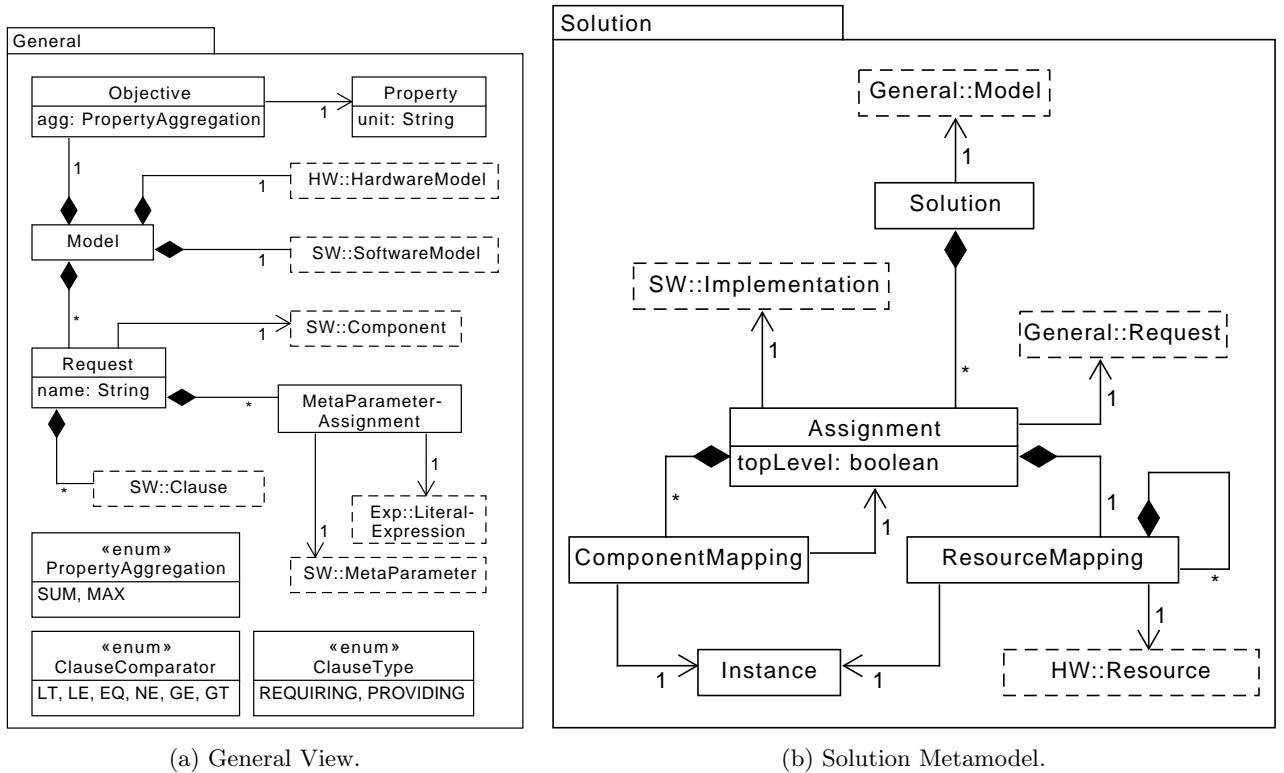 General
Objective
agg: PropertyAggregation
1
Property
unit: String
1
1
HW::HardwareModel
Model
1
SW::SoftwareModel
*
1
SW::Component
Request
name: String
*
MetaParameter-
Assignment
*
SW::Clause
1
Exp::Literal-
Expression
1
SW::MetaParameter
«enum»
PropertyAggregation
SUM, MAX
«enum»
ClauseComparator
LT, LE, EQ, NE, GE, GT
«enum»
ClauseType
REQUIRING, PROVIDING
(a) General View.
Solution
General::Model
1
Solution
SW::Implementation
1
*
General::Request
1
Assignment
topLevel: boolean
*
1
1
ComponentMapping
ResourceMapping
*
1
1
Instance
1
HW::Resource
(b) Solution Metamodel.